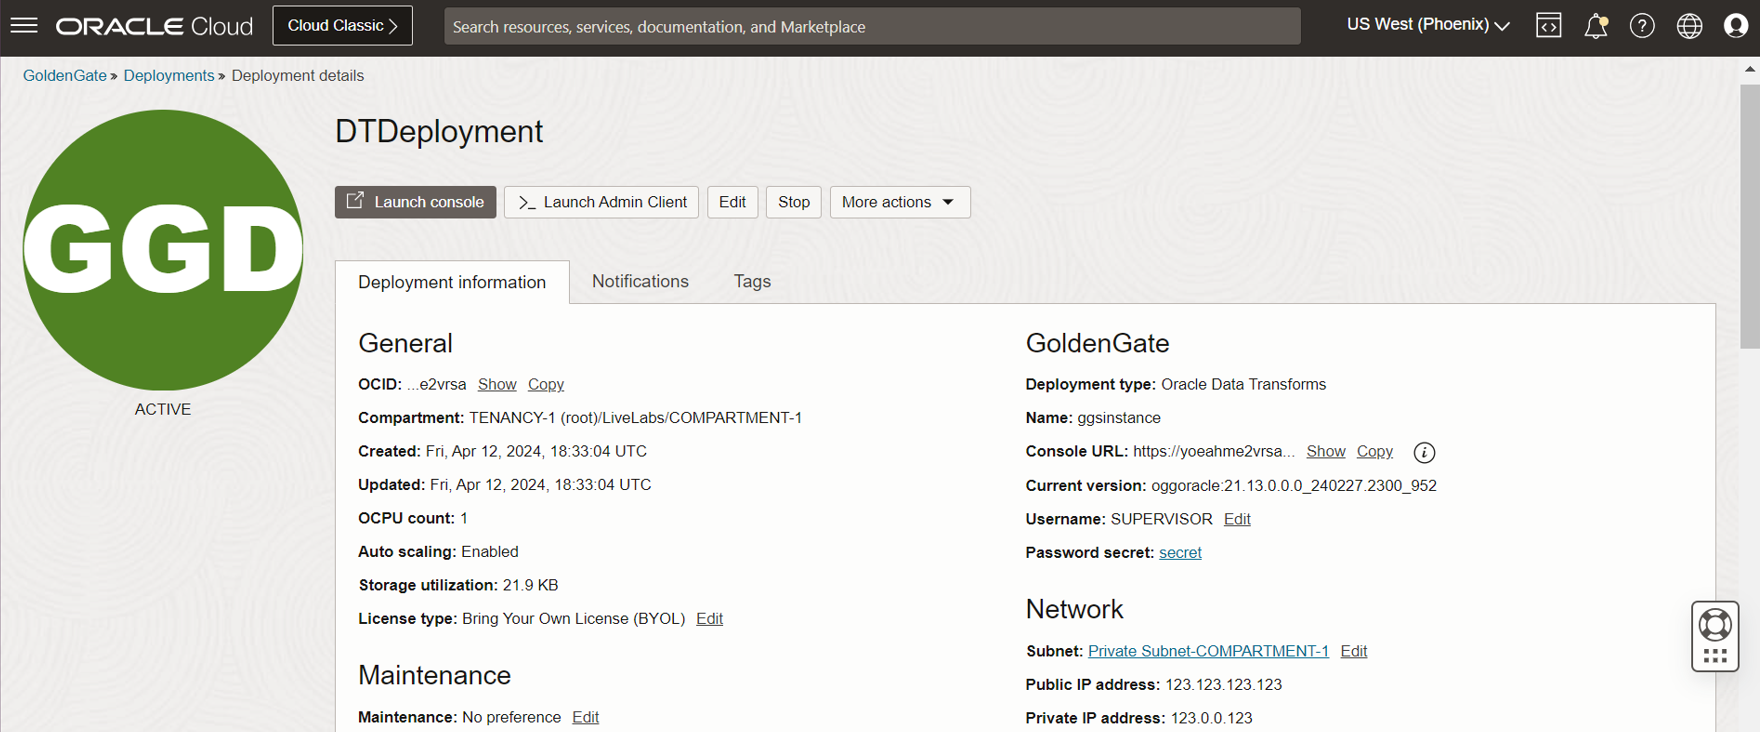 ORACLE Cloud
Cloud Classic
Search resources, services, documentation, and Marketplace
US West (Phoenix)
GoldenGate » Deployments » Deployment details
GGD
ACTIVE
DTDeployment
Launch console
Launch Admin Client
Edit
Stop
More actions
Deployment information
Notifications
Tags
General
OCID: ...e2vrsa Show Copy
Compartment: TENANCY-1 (root)/LiveLabs/COMPARTMENT-1
Created: Fri, Apr 12, 2024, 18:33:04 UTC
Updated: Fri, Apr 12, 2024, 18:33:04 UTC
OCPU count: 1
Auto scaling: Enabled
Storage utilization: 21.9 KB
License type: Bring Your Own License (BYOL) Edit
Maintenance
Maintenance: No preference Edit
GoldenGate
Deployment type: Oracle Data Transforms
Name: ggsinstance
Console URL: https://yoeahme2vrsa... Show Copy
Current version: oggoracle:21.13.0.0.0_240227.2300_952
Username: SUPERVISOR Edit
Password secret: secret
Network
Subnet: Private Subnet-COMPARTMENT-1 Edit
Public IP address: 123.123.123.123
Private IP address: 123.0.0.123